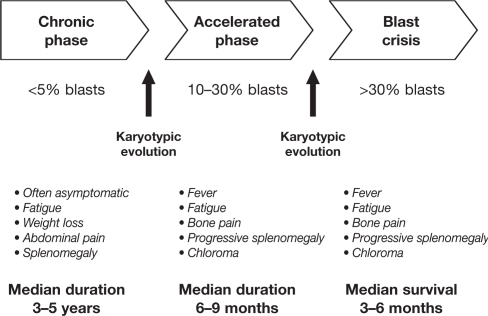 Chronic
phase
Accelerated
phase
Blast
crisis
<5% blasts
10–30% blasts
>30% blasts
Karyotypic
evolution
Karyotypic
evolution
• Often asymptomatic
• Fatigue
• Weight loss
• Abdominal pain
• Splenomegaly
• Fever
• Fatigue
• Bone pain
• Progressive splenomegaly
• Chloroma
• Fever
• Fatigue
• Bone pain
• Progressive splenomegaly
• Chloroma
Median duration
3–5 years
Median duration
6–9 months
Median survival
3–6 months